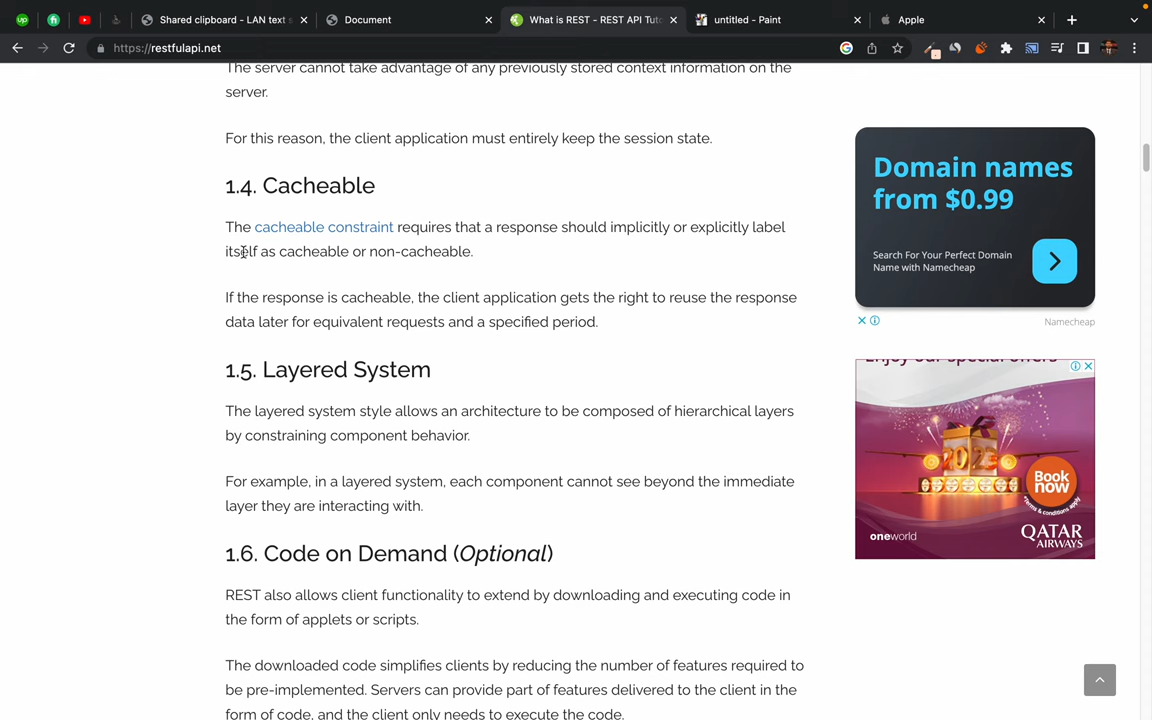 Shared clipboard - LAN text s
Document
What is REST - REST API Tuto
untitled - Paint
Apple
https://restfulapi.net
The server cannot take advantage of any previously stored context information on the
server.
For this reason, the client application must entirely keep the session state.
1.4. Cacheable
The cacheable constraint requires that a response should implicitly or explicitly label
itself as cacheable or non-cacheable.
If the response is cacheable, the client application gets the right to reuse the response
data later for equivalent requests and a specified period.
1.5. Layered System
The layered system style allows an architecture to be composed of hierarchical layers
by constraining component behavior.
For example, in a layered system, each component cannot see beyond the immediate
layer they are interacting with.
1.6. Code on Demand (Optional)
REST also allows client functionality to extend by downloading and executing code in
the form of applets or scripts.
The downloaded code simplifies clients by reducing the number of features required to
be pre-implemented. Servers can provide part of features delivered to the client in the
form of code, and the client only needs to execute the code.
Domain names
from $0.99
Search For Your Perfect Domain
Name with Namecheap
Namecheap
Enjoy our special offers
2023
Book
now
*Terms & conditions apply
oneworld
QATAR
AIRWAYS